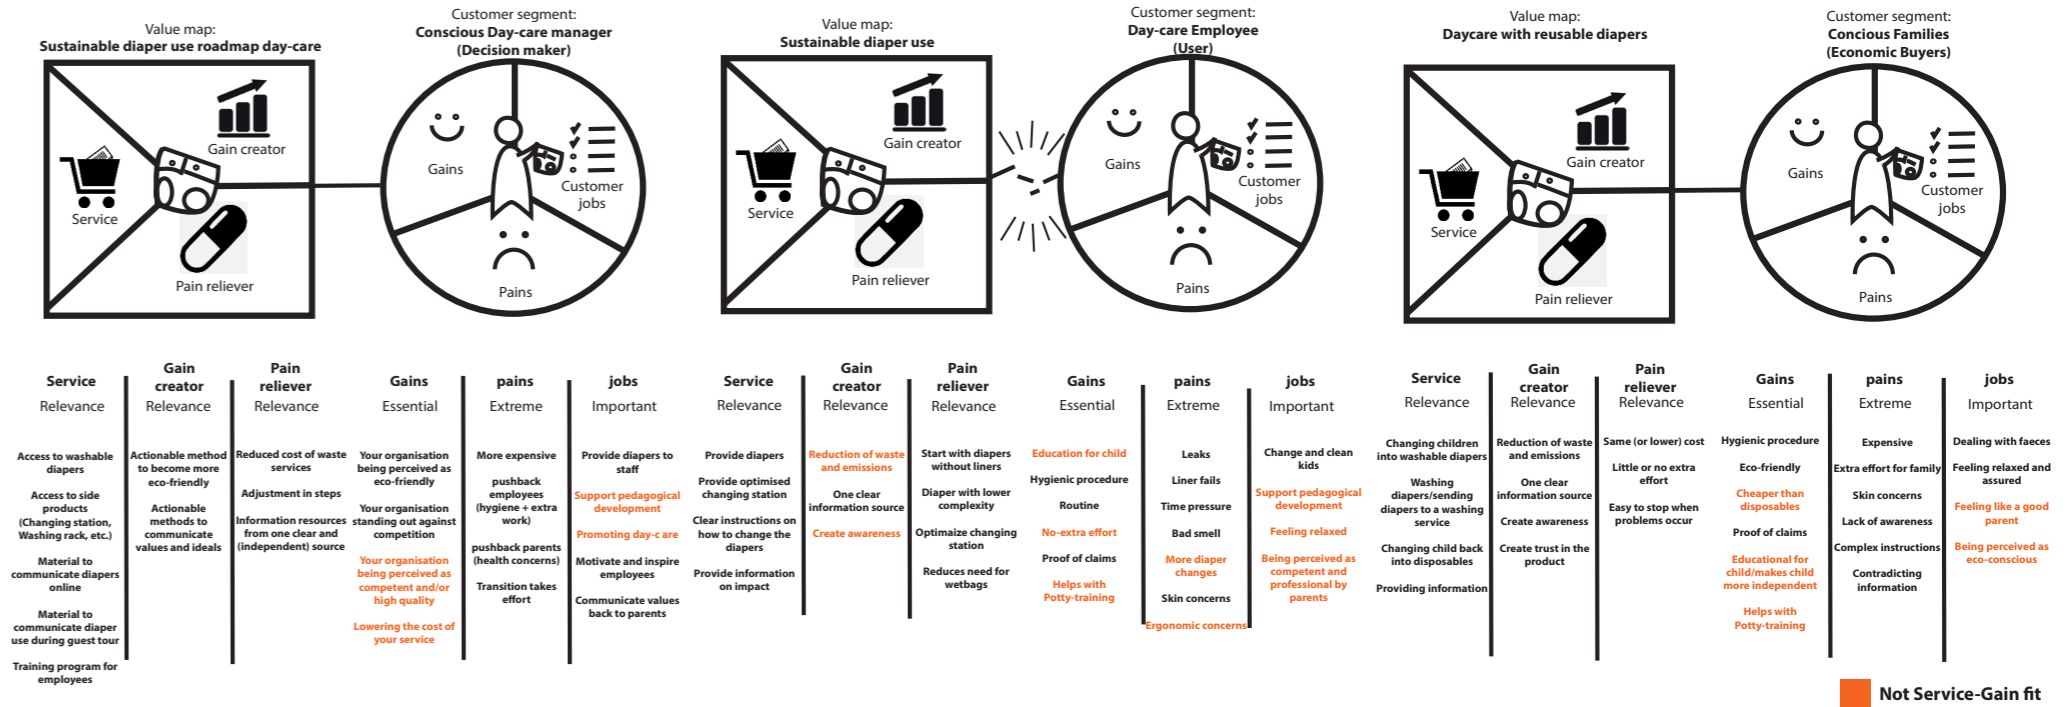 Value map:
Sustainable diaper use roadmap day-care
Customer segment:
Conscious Day-care manager
(Decision maker)
Gain creator
Service
Pain reliever
Gains
Customer
jobs
Pains
Value map:
Sustainable diaper use
Customer segment:
Day-care Employee
(User)
Gain creator
Service
Pain reliever
Gains
Customer
jobs
Pains
Value map:
Daycare with reusable diapers
Customer segment:
Concious Families
(Economic Buyers)
Gain creator
Service
Pain reliever
Gains
Customer
jobs
Pains
Service
Relevance
Access to washable
diapers
Access to side
products
(Changing station,
Washing rack, etc.)
Material to
communicate diapers
online
Material to
communicate diaper
use during guest tour
Training program for
employees
Gain
creator
Relevance
Actionable method
to become more
eco-friendly
Actionable
methods to
communicate
values and ideals
Pain
reliever
Relevance
Reduced cost of waste
services
Adjustment in steps
Information resources
from one clear and
(independent) source
Gains
Essential
Your organisation
being perceived as
eco-friendly
Your organisation
standing out against
competition
Your organisation
being perceived as
competent and/or
high quality
Lowering the cost of
your service
pains
Extreme
More expensive
pushback
employees
(hygiene + extra
work)
pushback parents
(health concerns)
Transition takes
effort
jobs
Important
Provide diapers to
staff
Support pedagogical
development
Promoting day-c are
Motivate and inspire
employees
Communicate values
back to parents
Service
Relevance
Provide diapers
Provide optimised
changing station
Clear instructions on
how to change the
diapers
Provide information
on impact
Gain
creator
Relevance
Reduction of waste
and emissions
One clear
information source
Create awareness
Pain
reliever
Relevance
Start with diapers
without liners
Diaper with lower
complexity
Optimaize changing
station
Reduces need for
wetbags
Gains
Essential
Education for child
Hygienic procedure
Routine
No-extra effort
Proof of claims
Helps with
Potty-training
pains
Extreme
Leaks
Liner fails
Time pressure
Bad smell
More diaper
changes
Skin concerns
Ergonomic concerns
jobs
Important
Change and clean
kids
Support pedagogical
development
Feeling relaxed
Being perceived as
competent and
professional by
parents
Service
Relevance
Changing children
into washable diapers
Washing
diapers/sending
diapers to a washing
service
Changing child back
into disposables
Providing information
Gain
creator
Relevance
Reduction of waste
and emissions
One clear
information source
Create awareness
Create trust in the
product
Pain
reliever
Relevance
Same (or lower) cost
Little or no extra
effort
Easy to stop when
problems occur
Gains
Essential
Hygienic procedure
Eco-friendly
Cheaper than
disposables
Proof of claims
Educational for
child/makes child
more independent
Helps with
Potty-training
pains
Extreme
Expensive
Extra effort for family
Skin concerns
Lack of awareness
Complex instructions
Contradicting
information
jobs
Important
Dealing with faeces
Feeling relaxed and
assured
Feeling like a good
parent
Being perceived as
eco-conscious
Not Service-Gain fit